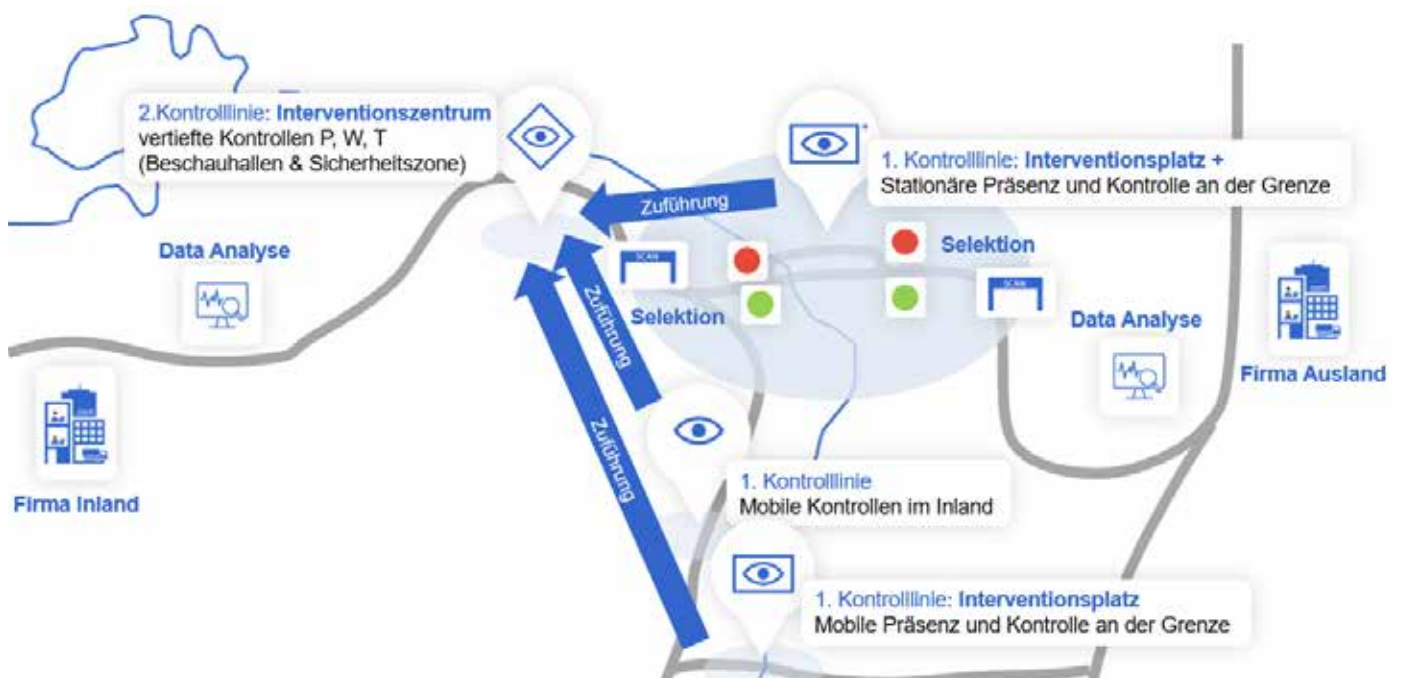 2.Kontrolllinie: Interventionszentrum
vertiefte Kontrollen P, W, T
(Beschauhallen & Sicherheitszone)
1. Kontrolllinie: Interventionsplatz +
Stationäre Präsenz und Kontrolle an der Grenze
Zuführung
Data Analyse
Selektion
SCAN
SCAN
Zuführung
Selektion
Data Analyse
Firma Ausland
Zuführung
1. Kontrolllinie
Mobile Kontrollen im Inland
Firma Inland
1. Kontrolllinie: Interventionsplatz
Mobile Präsenz und Kontrolle an der Grenze